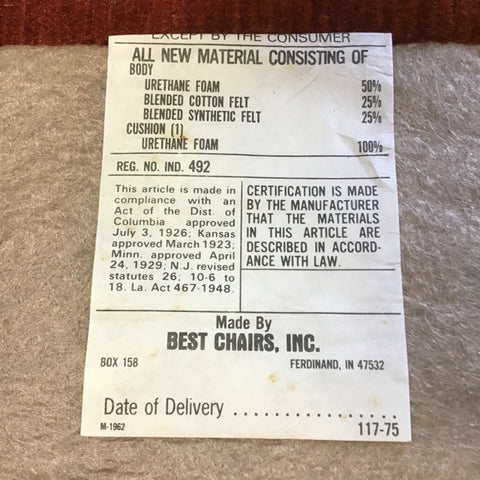 EXCEPT BY THE CONSUMER
ALL NEW MATERIAL CONSISTING OF
BODY
URETHANE FOAM 50%
BLENDED COTTON FELT 25%
BLENDED SYNTHETIC FELT 25%
CUSHION (1)
URETHANE FOAM 100%
REG. NO. IND. 492
This article is made in
compliance with an
Act of the Dist. of
Columbia approved
July 3, 1926; Kansas
approved March 1923;
Minn. approved April
24, 1929; N.J. revised
statutes 26; 10-6 to
18. La. Act 467-1948.
CERTIFICATION IS MADE
BY THE MANUFACTURER
THAT THE MATERIALS
IN THIS ARTICLE ARE
DESCRIBED IN ACCORD-
ANCE WITH LAW.
Made By
BEST CHAIRS, INC.
BOX 158 FERDINAND, IN 47532
Date of Delivery ................
M-1962 117-75